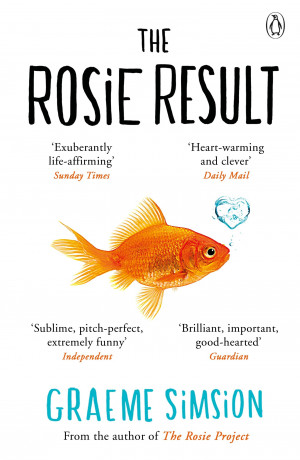 THE
ROSiE RESULT
‘Exuberantly
life-affirming’
Sunday Times
‘Heart-warming
and clever’
Daily Mail
‘Sublime, pitch-perfect,
extremely funny’
Independent
‘Brilliant, important,
good-hearted’
Guardian
GRAEME SiMSiON
From the author of The Rosie Project